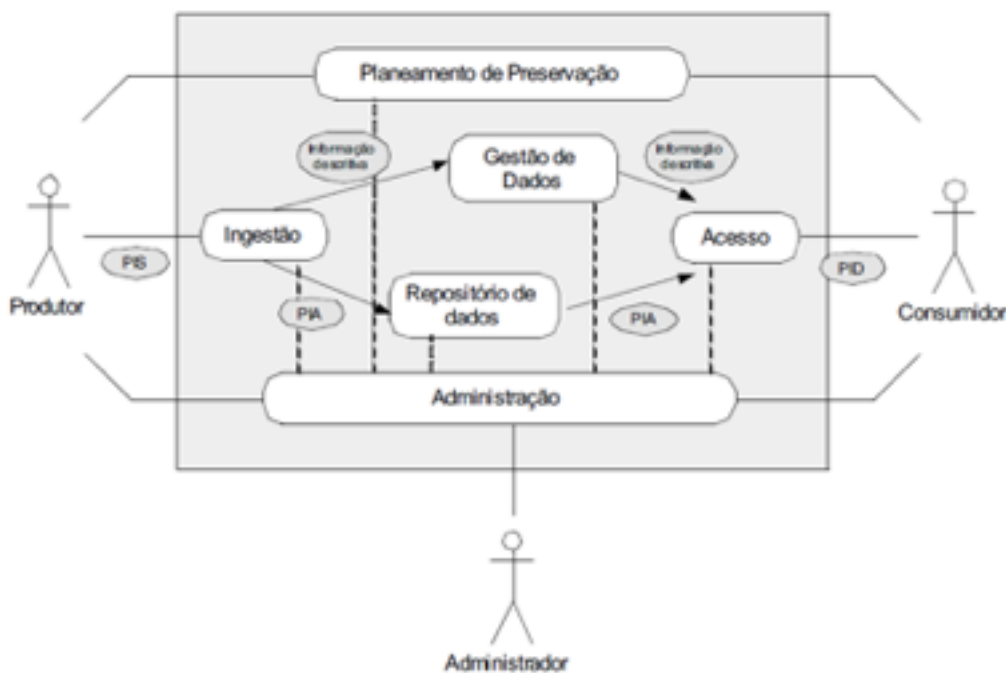 Planeamento de Preservação
Informação
descritiva
Gestão de
Dados
Informação
descritiva
Ingestão
Acesso
PIS
PID
Produtor
Consumidor
PIA
Repositório de
dados
PIA
Administração
Administrador